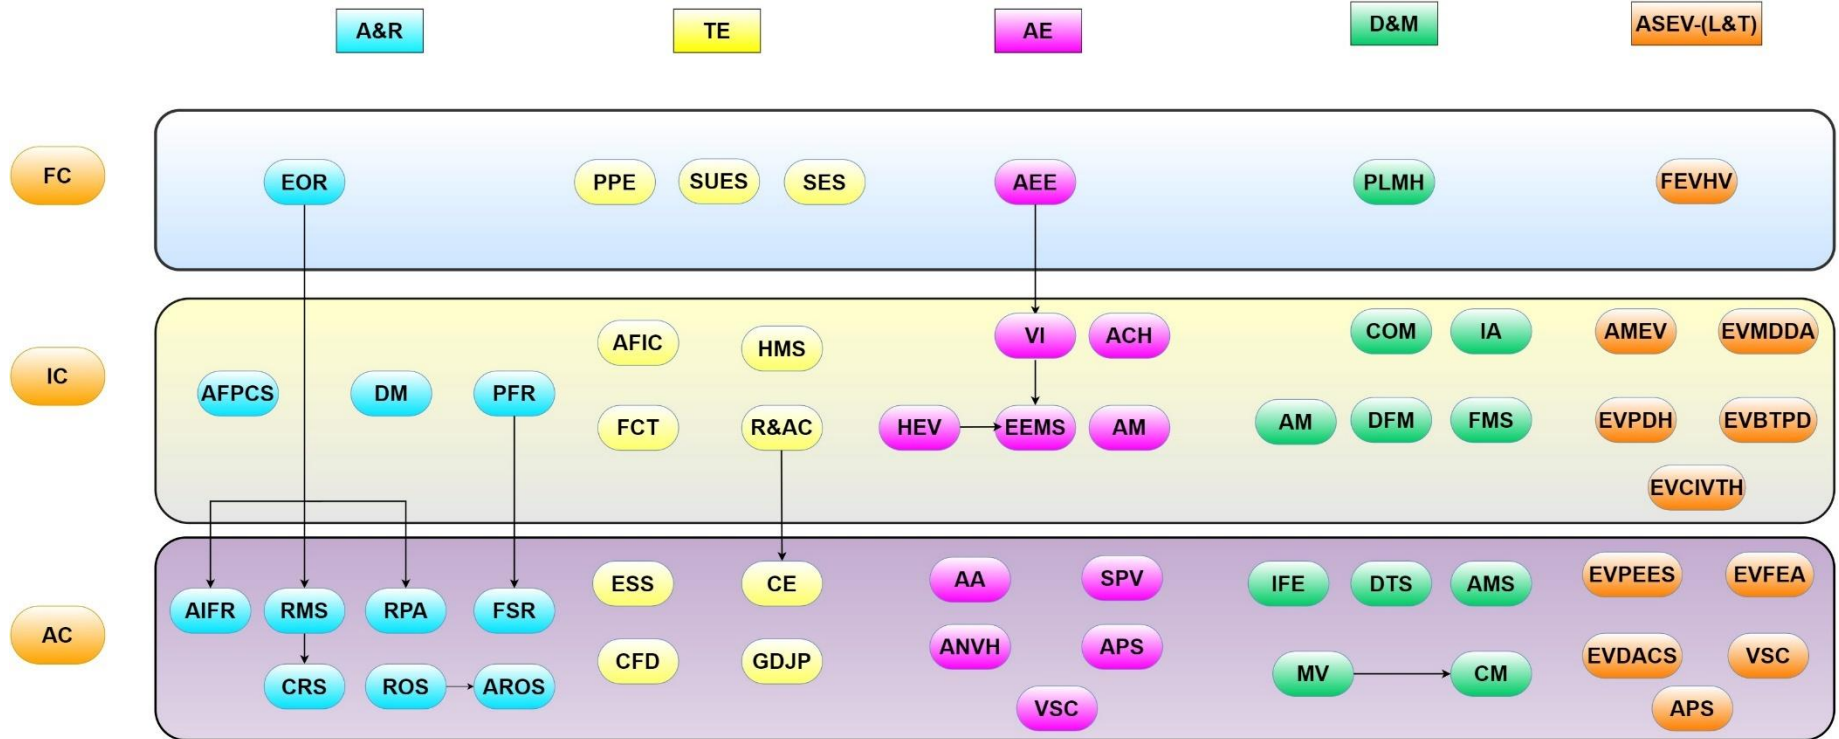 A&R
TE
AE
D&M
ASEV-(L&T)
FC
EOR
PPE
SUES
SES
AEE
PLMH
FEVHV
IC
AFPCS
DM
PFR
AFIC
HMS
FCT
R&AC
VI
ACH
HEV
EEMS
AM
COM
IA
AM
DFM
FMS
AMEV
EVMDDA
EVPDH
EVBTPD
EVCIVTH
AC
AIFR
RMS
RPA
FSR
CRS
ROS
AROS
ESS
CE
CFD
GDJP
AA
SPV
ANVH
APS
VSC
IFE
DTS
AMS
MV
CM
EVPEES
EVFEA
EVDACS
VSC
APS